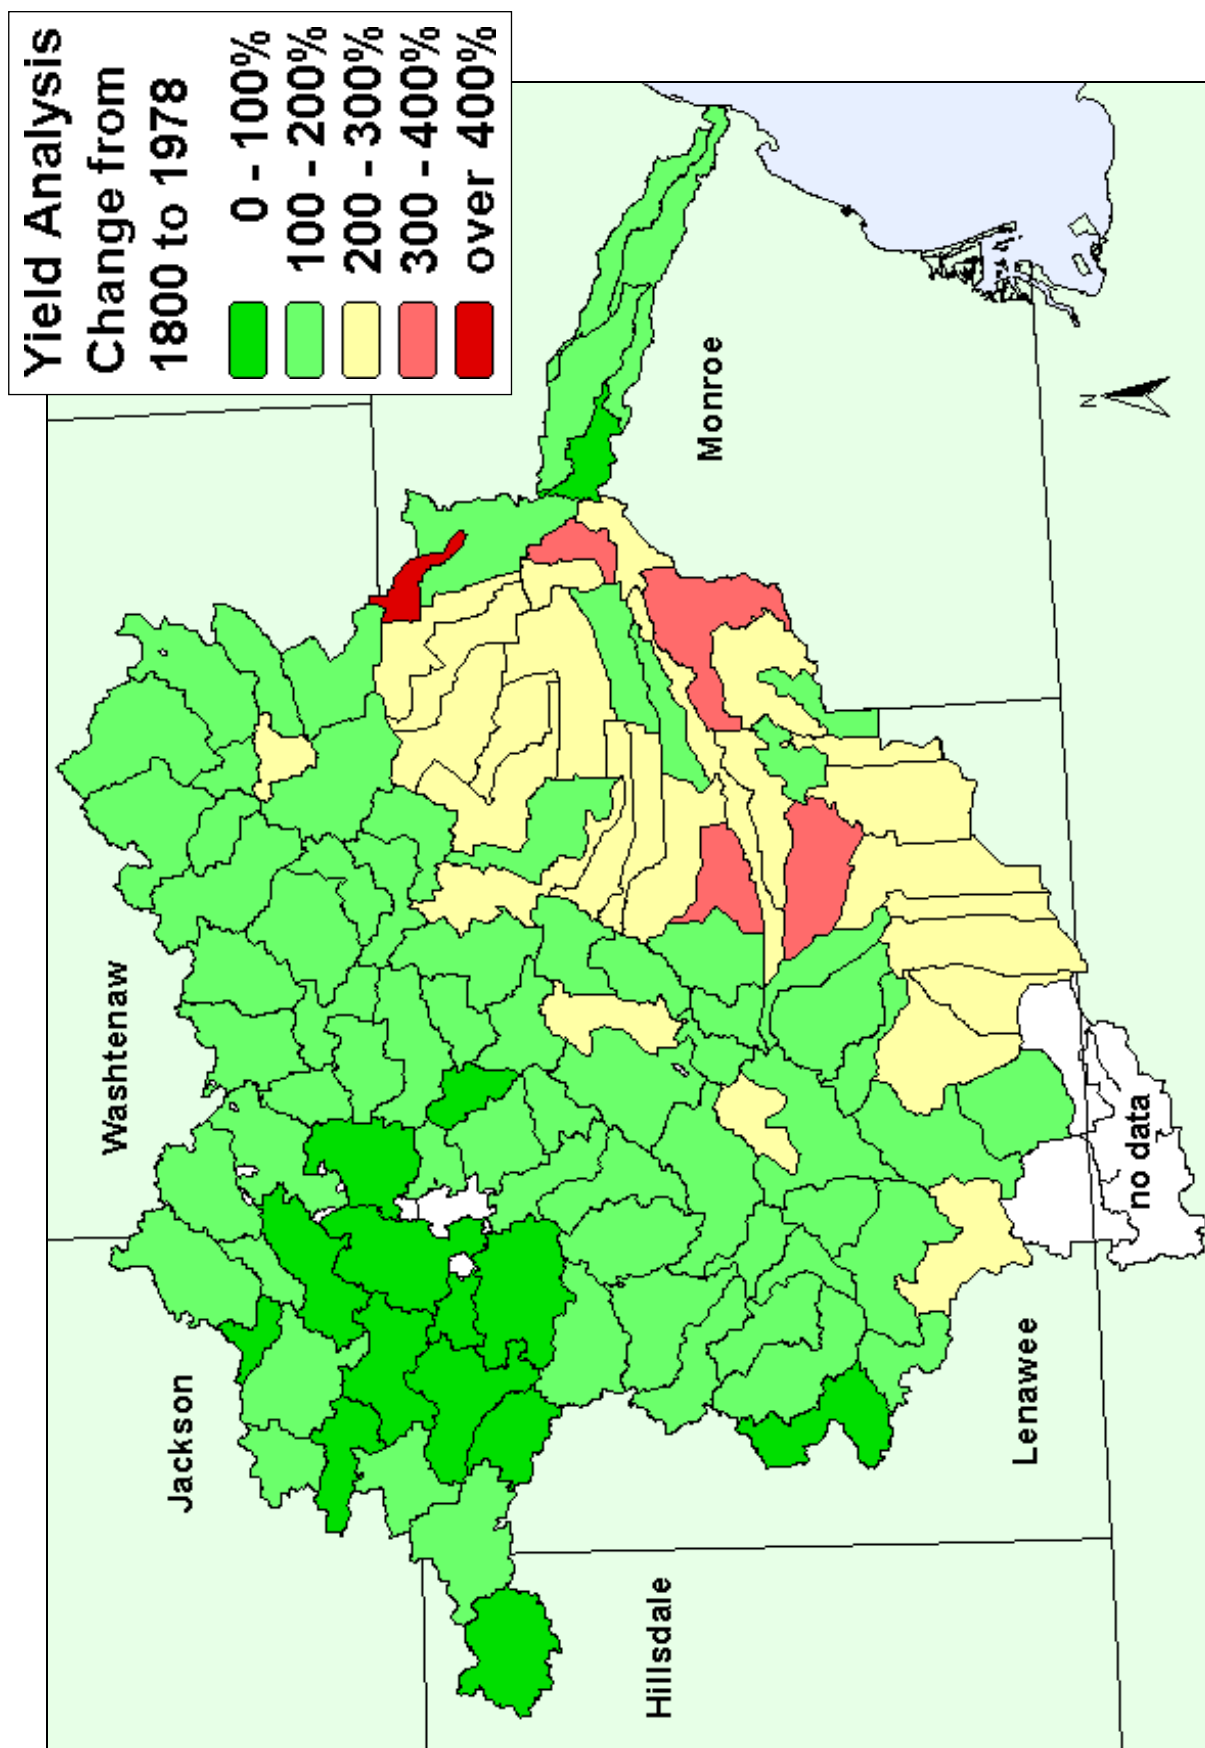 Yield Analysis
Change from
1800 to 1978
0 - 100%
100 - 200%
200 - 300%
300 - 400%
over 400%
Jackson
Washtenaw
Hillsdale
Lenawee
Monroe
no data
N